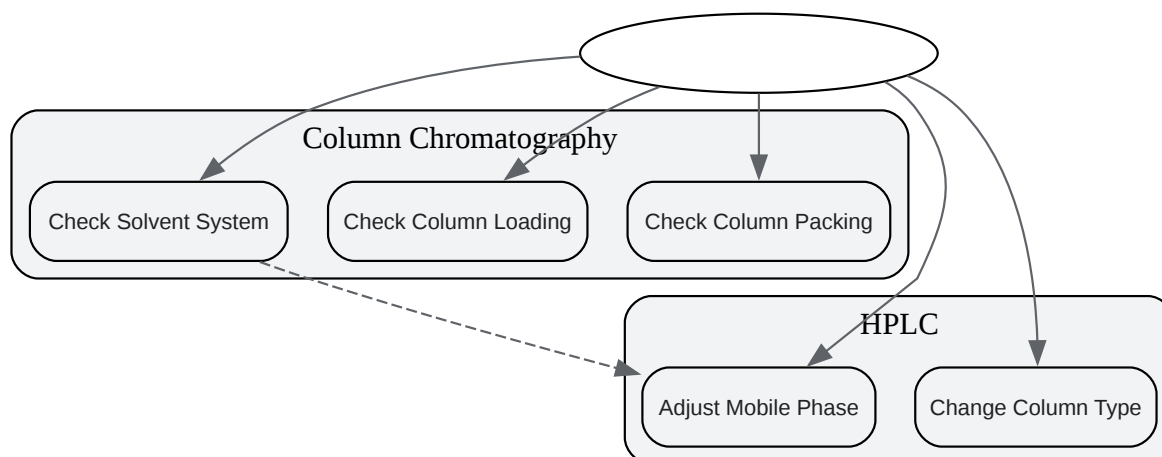 Column Chromatography
Check Solvent System
Check Column Loading
Check Column Packing
HPLC
Adjust Mobile Phase
Change Column Type